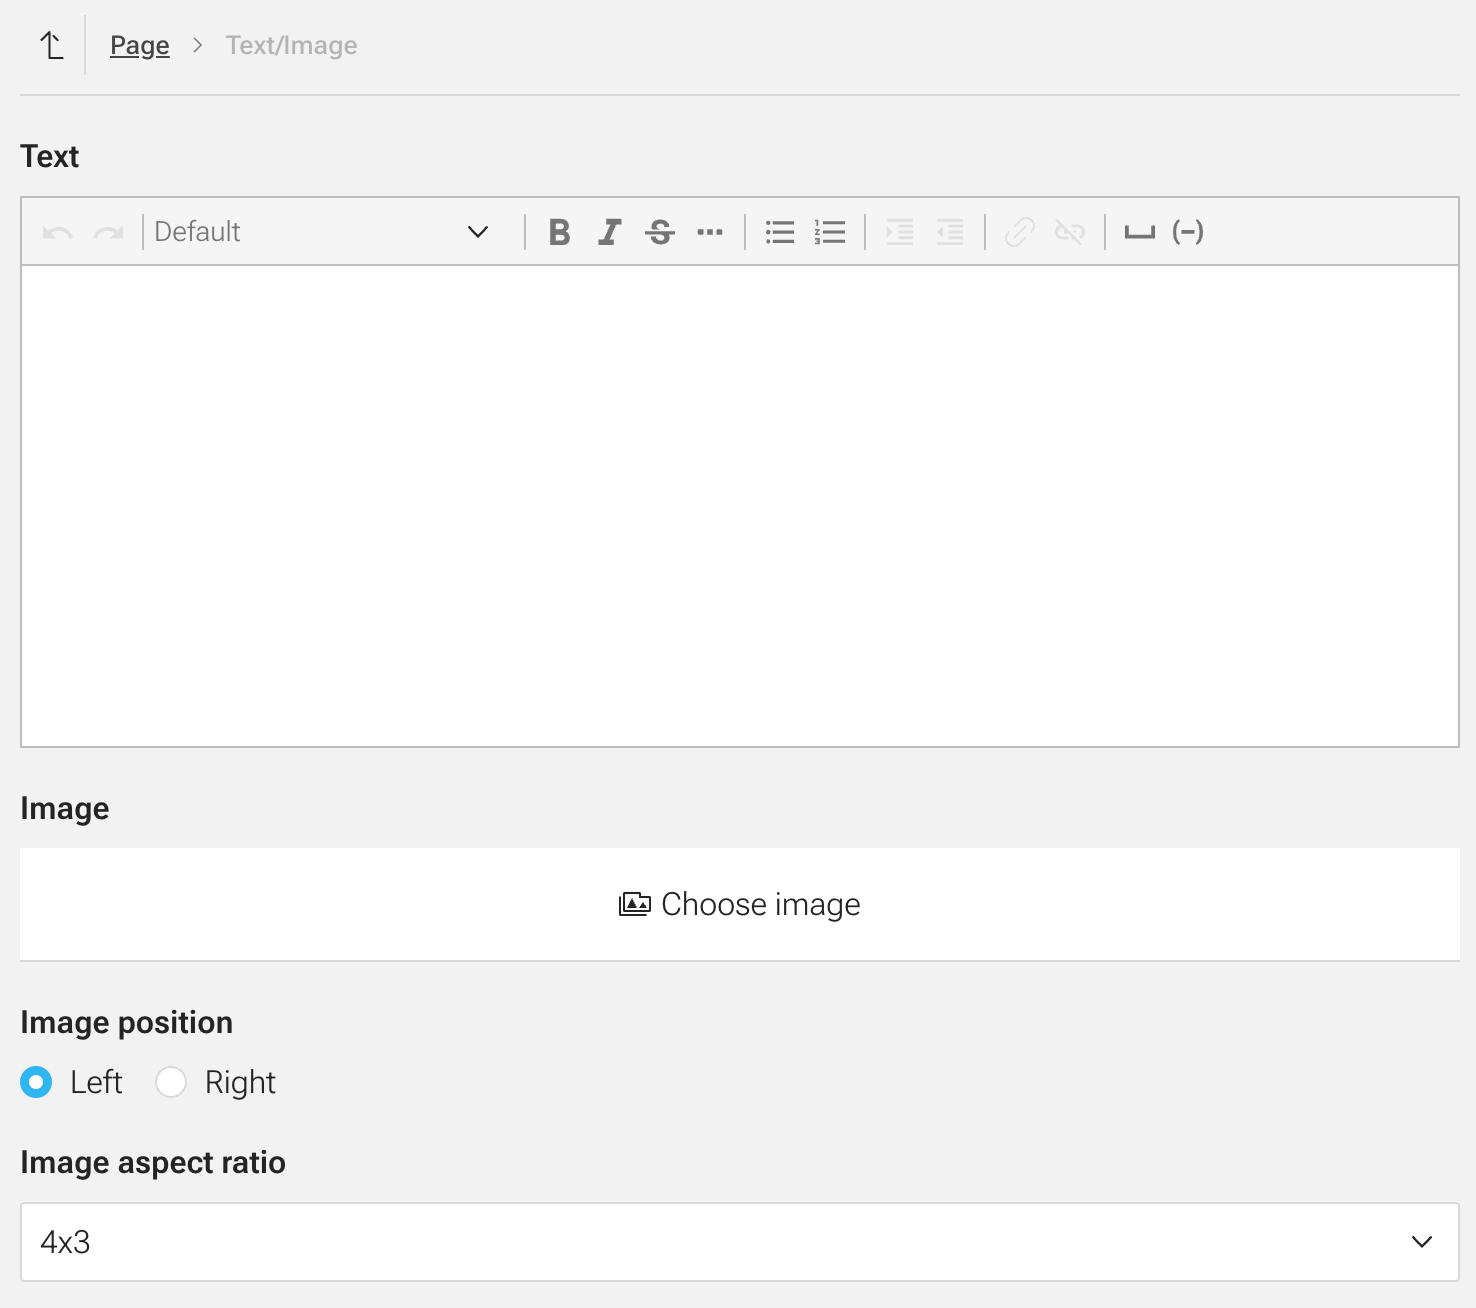 Page > Text/Image
Text
Default B I S ... (-)
Image
Choose image
Image position
Left Right
Image aspect ratio
4x3